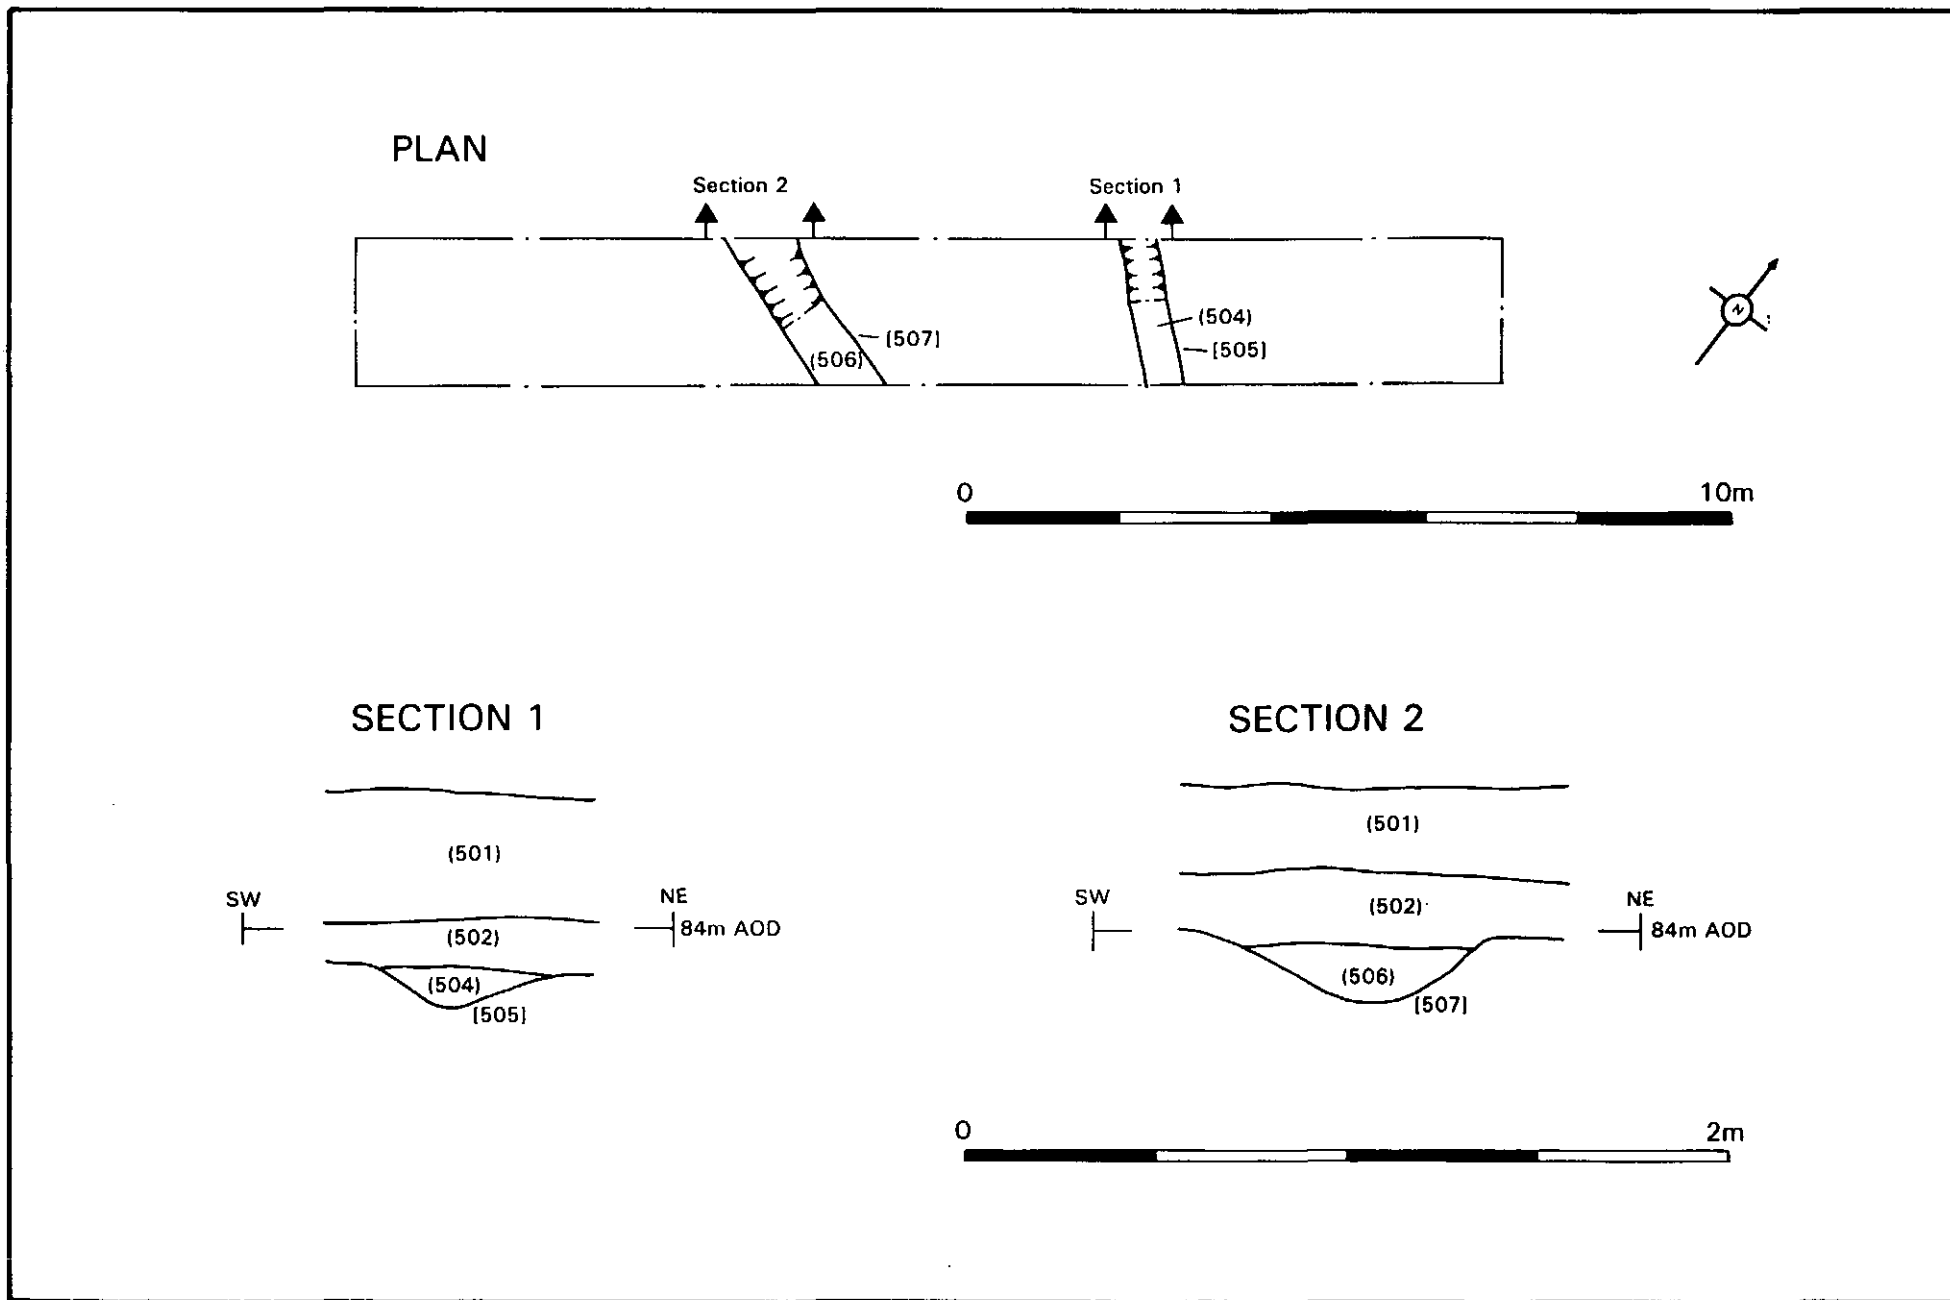 PLAN
Section 2
Section 1
(504)
[505]
[507]
(506)
N
0 10m
SECTION 1
SECTION 2
(501)
SW
NE
84m AOD
(502)
(504)
[505]
(501)
SW
NE
84m AOD
(502)
(506)
[507]
0 2m